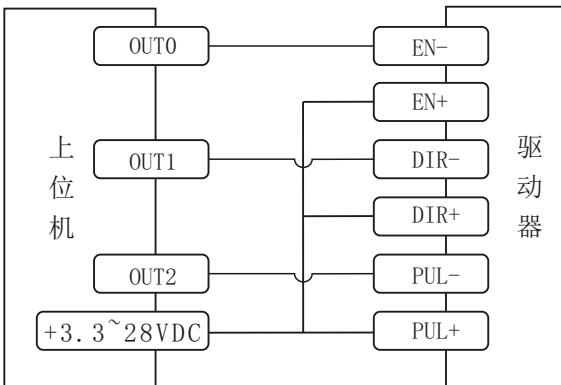 OUT0
EN-
EN+
上位机
OUT1
DIR-
驱动器
DIR+
OUT2
PUL-
+3.3~28VDC
PUL+